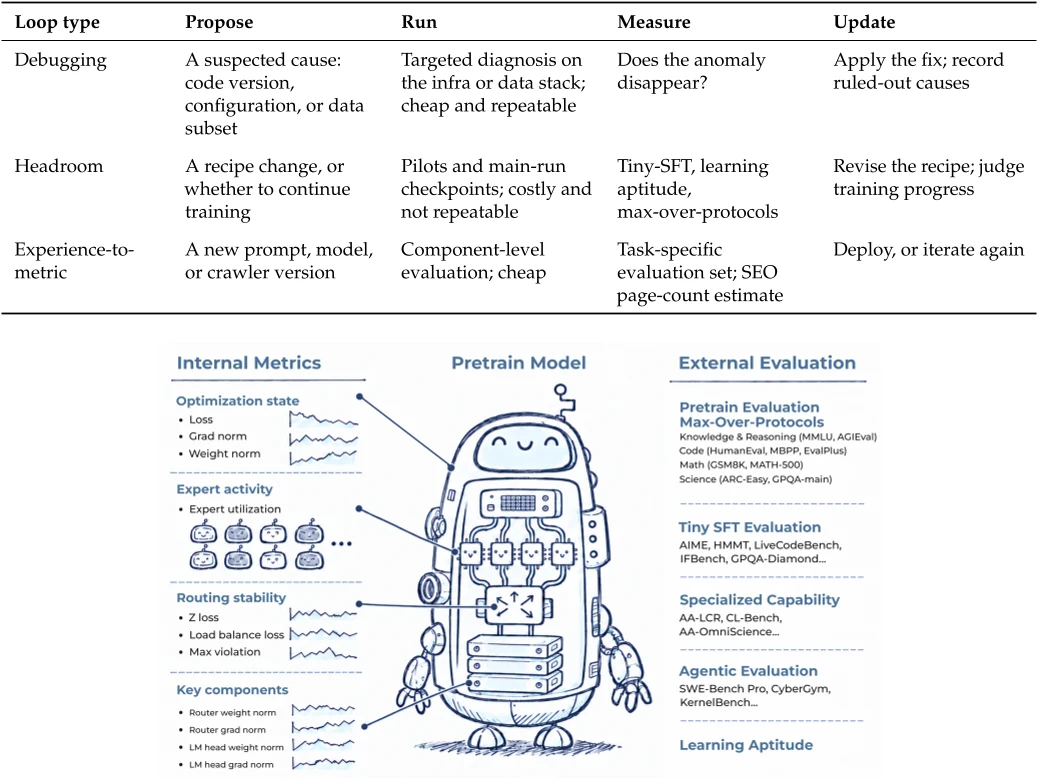 Loop type Propose Run Measure Update
Debugging A suspected cause: Targeted diagnosis on Does the anomaly Apply the fix; record
code version, the infra or data stack; disappear? ruled-out causes
configuration, or data cheap and repeatable
subset
Headroom A recipe change, or Pilots and main-run Tiny-SFT, learning Revise the recipe; judge
whether to continue checkpoints; costly and aptitude, training progress
training not repeatable max-over-protocols
Experience-to- A new prompt, model, Component-level Task-specific Deploy, or iterate again
metric or crawler version evaluation; cheap evaluation set; SEO
page-count estimate
Internal Metrics
Optimization state
• Loss
• Grad norm
• Weight norm
Expert activity
• Expert utilization
...
Routing stability
• Z loss
• Load balance loss
• Max violation
Key components
• Router weight norm
• Router grad norm
• LM head weight norm
• LM head grad norm
Pretrain Model
External Evaluation
Pretrain Evaluation
Max-Over-Protocols
Knowledge & Reasoning (MMLU, AGIEval)
Code (HumanEval, MBPP, EvalPlus)
Math (GSM8K, MATH-500)
Science (ARC-Easy, GPQA-main)
Tiny SFT Evaluation
AIME, HMMT, LiveCodeBench,
IFBench, GPQA-Diamond...
Specialized Capability
AA-LCR, CL-Bench,
AA-OmniScience...
Agentic Evaluation
SWE-Bench Pro, CyberGym,
KernelBench...
Learning Aptitude